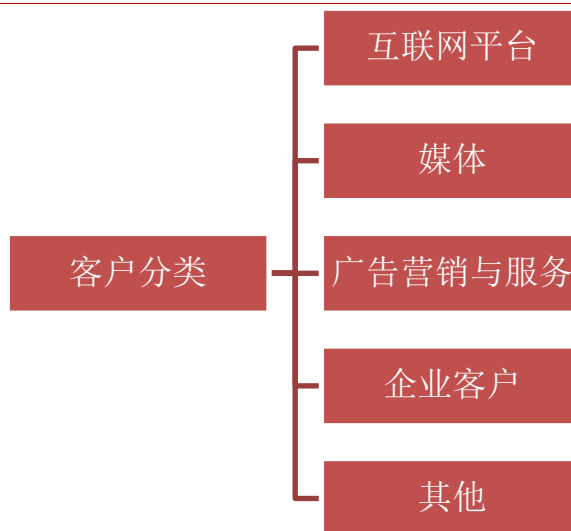 互联网平台
媒体
客户分类
广告营销与服务
企业客户
其他